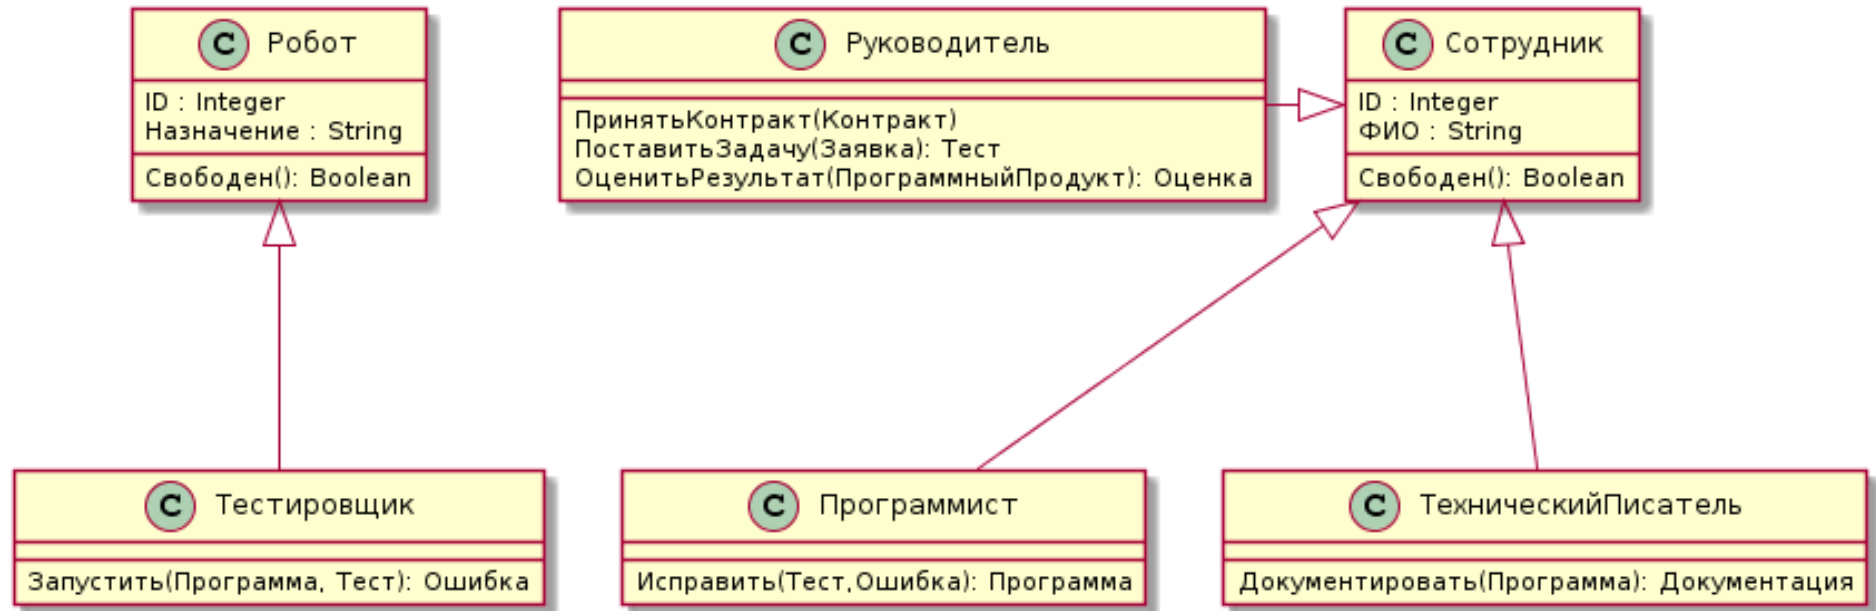 C Робот
ID : Integer
Назначение : String
Свободен(): Boolean
C Руководитель
ПринятьКонтракт(Контракт)
ПоставитьЗадачу(Заявка): Тест
ОценитьРезультат(ПрограммныйПродукт): Оценка
C Сотрудник
ID : Integer
ФИО : String
Свободен(): Boolean
C Тестировщик
Запустить(Программа, Тест): Ошибка
C Программист
Исправить(Тест,Ошибка): Программа
C ТехническийПисатель
Документировать(Программа): Документация